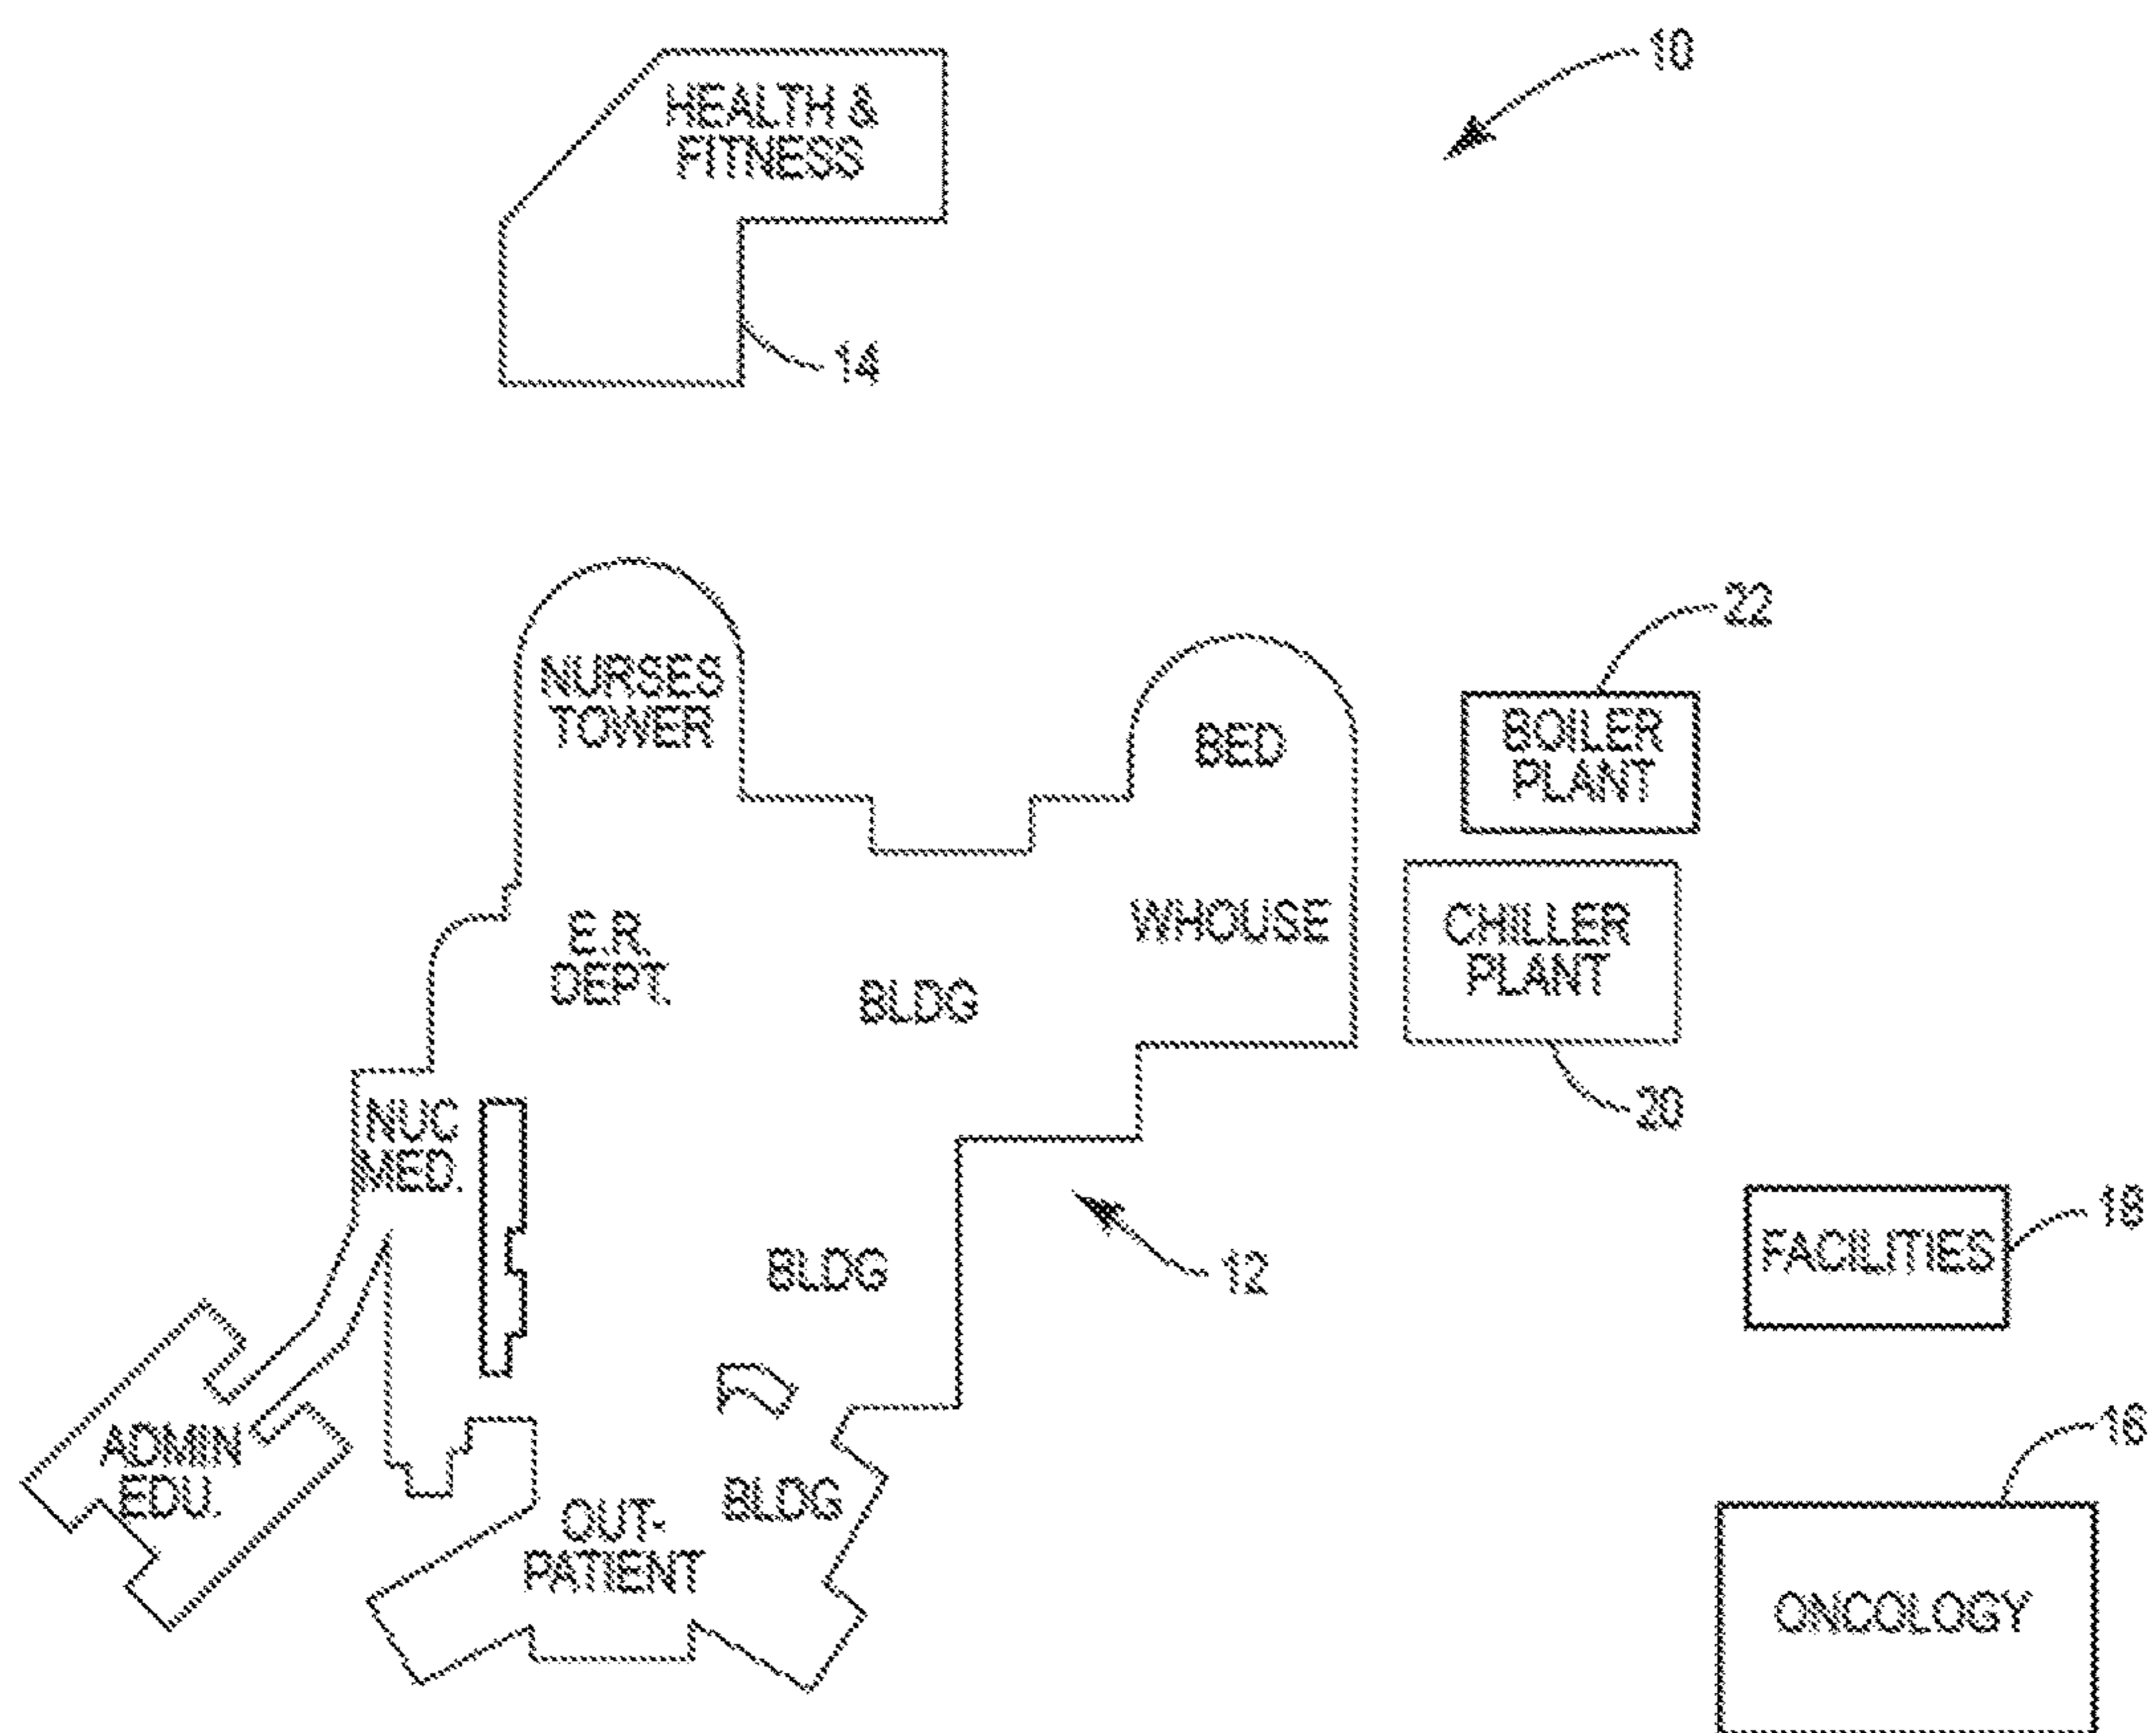 10
HEALTH &
FITNESS
14
22
NURSES
TOWER
BED
BOILER
PLANT
E.R.
DEPT.
WHOUSE
CHILLER
PLANT
BLDG
20
NUC
MED.
18
FACILITIES
BLDG
12
16
ADMIN
EDU.
BLDG
OUT-
PATIENT
ONCOLOGY